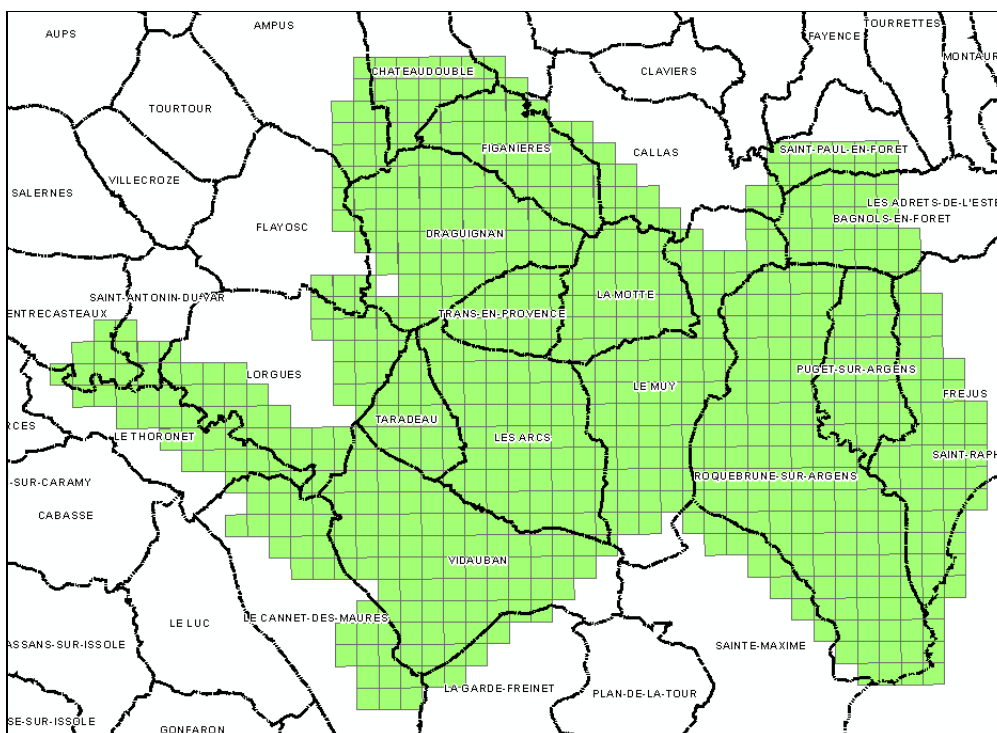 AMPUS
TOURRETTES
AUPS
FAYENCE
MONTAUR
CHATEAUDOUBLE
CLAVIERS
TOURTOUR
FIGANIERES
CALLAS
SAINT-PAUL-EN-FORET
VILLECROZE
SALERNES
LES ADRETS-DE-L'ESTE
BAGNOLS-EN-FORET
FLAYOSC
DRAGUIGNAN
SAINT-ANTONIN-DU-VAR
LA MOTTE
ENTRECASTEAUX
TRANS-EN-PROVENCE
PUGET-SUR-ARGENS
LORGUES
LE MUY
FREJUS
TARADEAU
RCES
LE THORONET
LES ARCS
SAINT-RAPH
ROQUEBRUNE-SUR-ARGENS
-SUR-CARAMY
CABASSE
VIDAUBAN
LE LUC
LE CANNET-DES-MAURES
ASSANS-SUR-ISSOLE
SAINTE-MAXIME
LA GARDE-FREINET
PLAN-DE-LA-TOUR
SE-SUR-ISSOLE
GONFARON